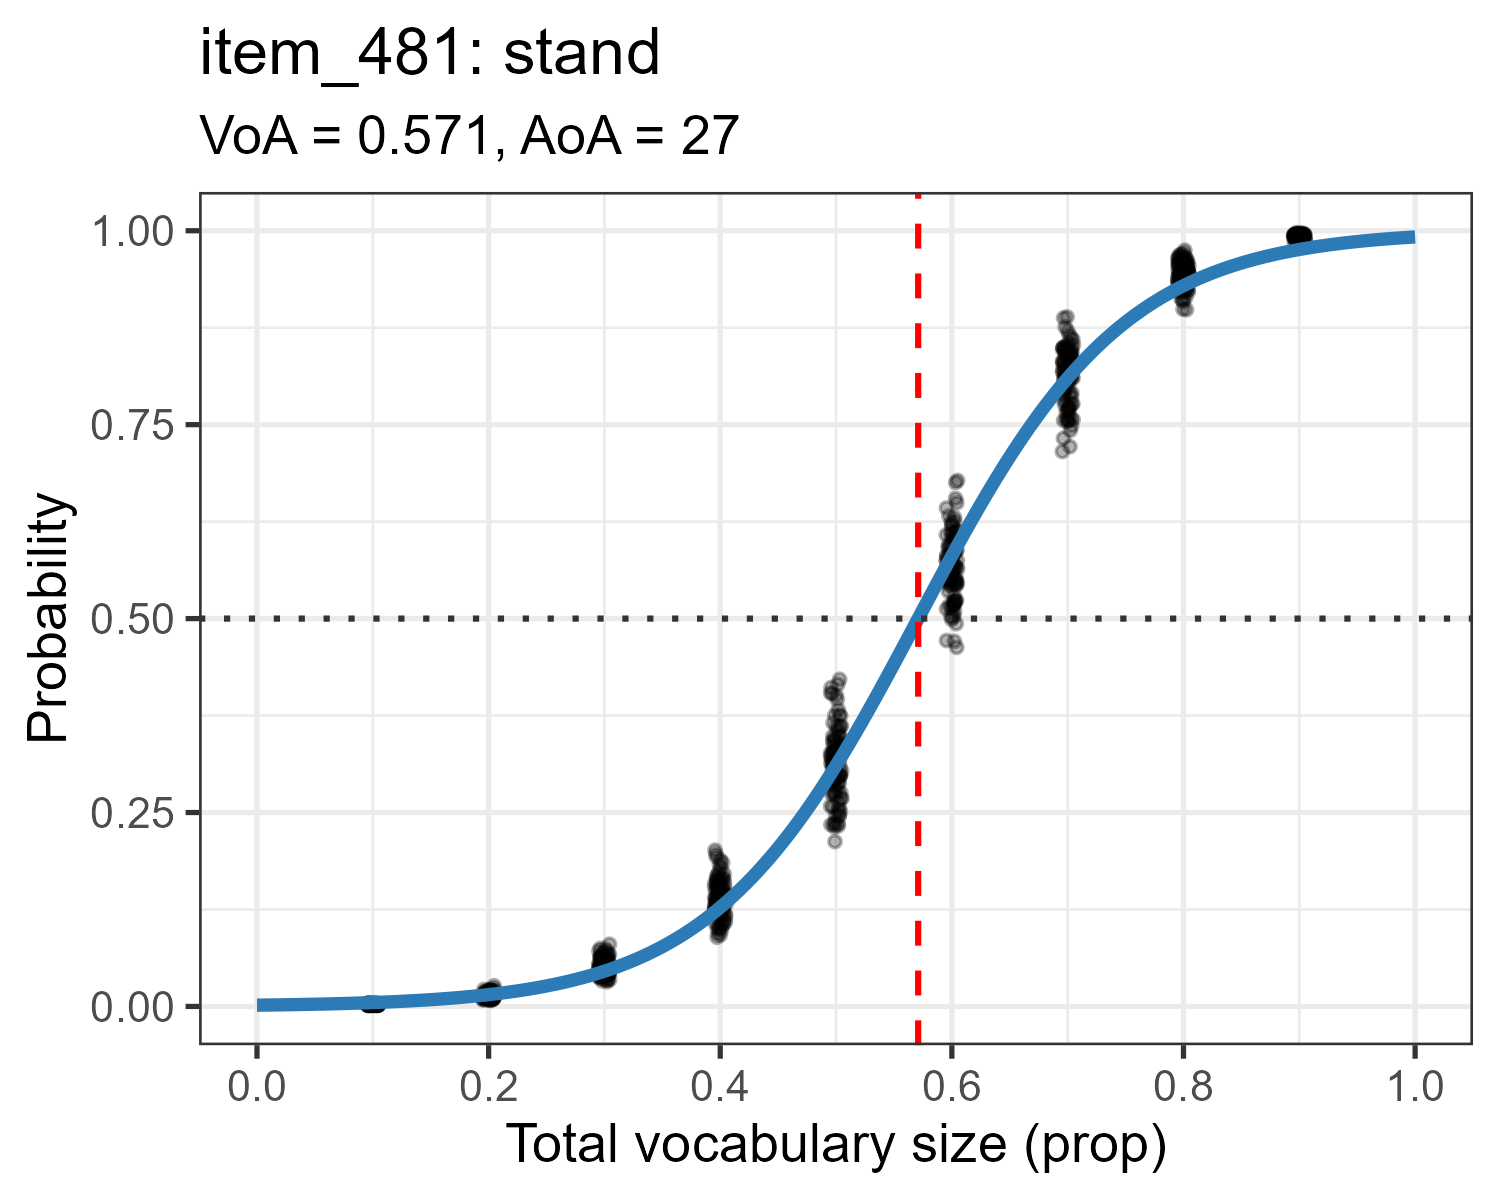 item_481: stand
VoA = 0.571, AoA = 27
Probability
1.00
0.75
0.50
0.25
0.00
0.0 0.2 0.4 0.6 0.8 1.0
Total vocabulary size (prop)